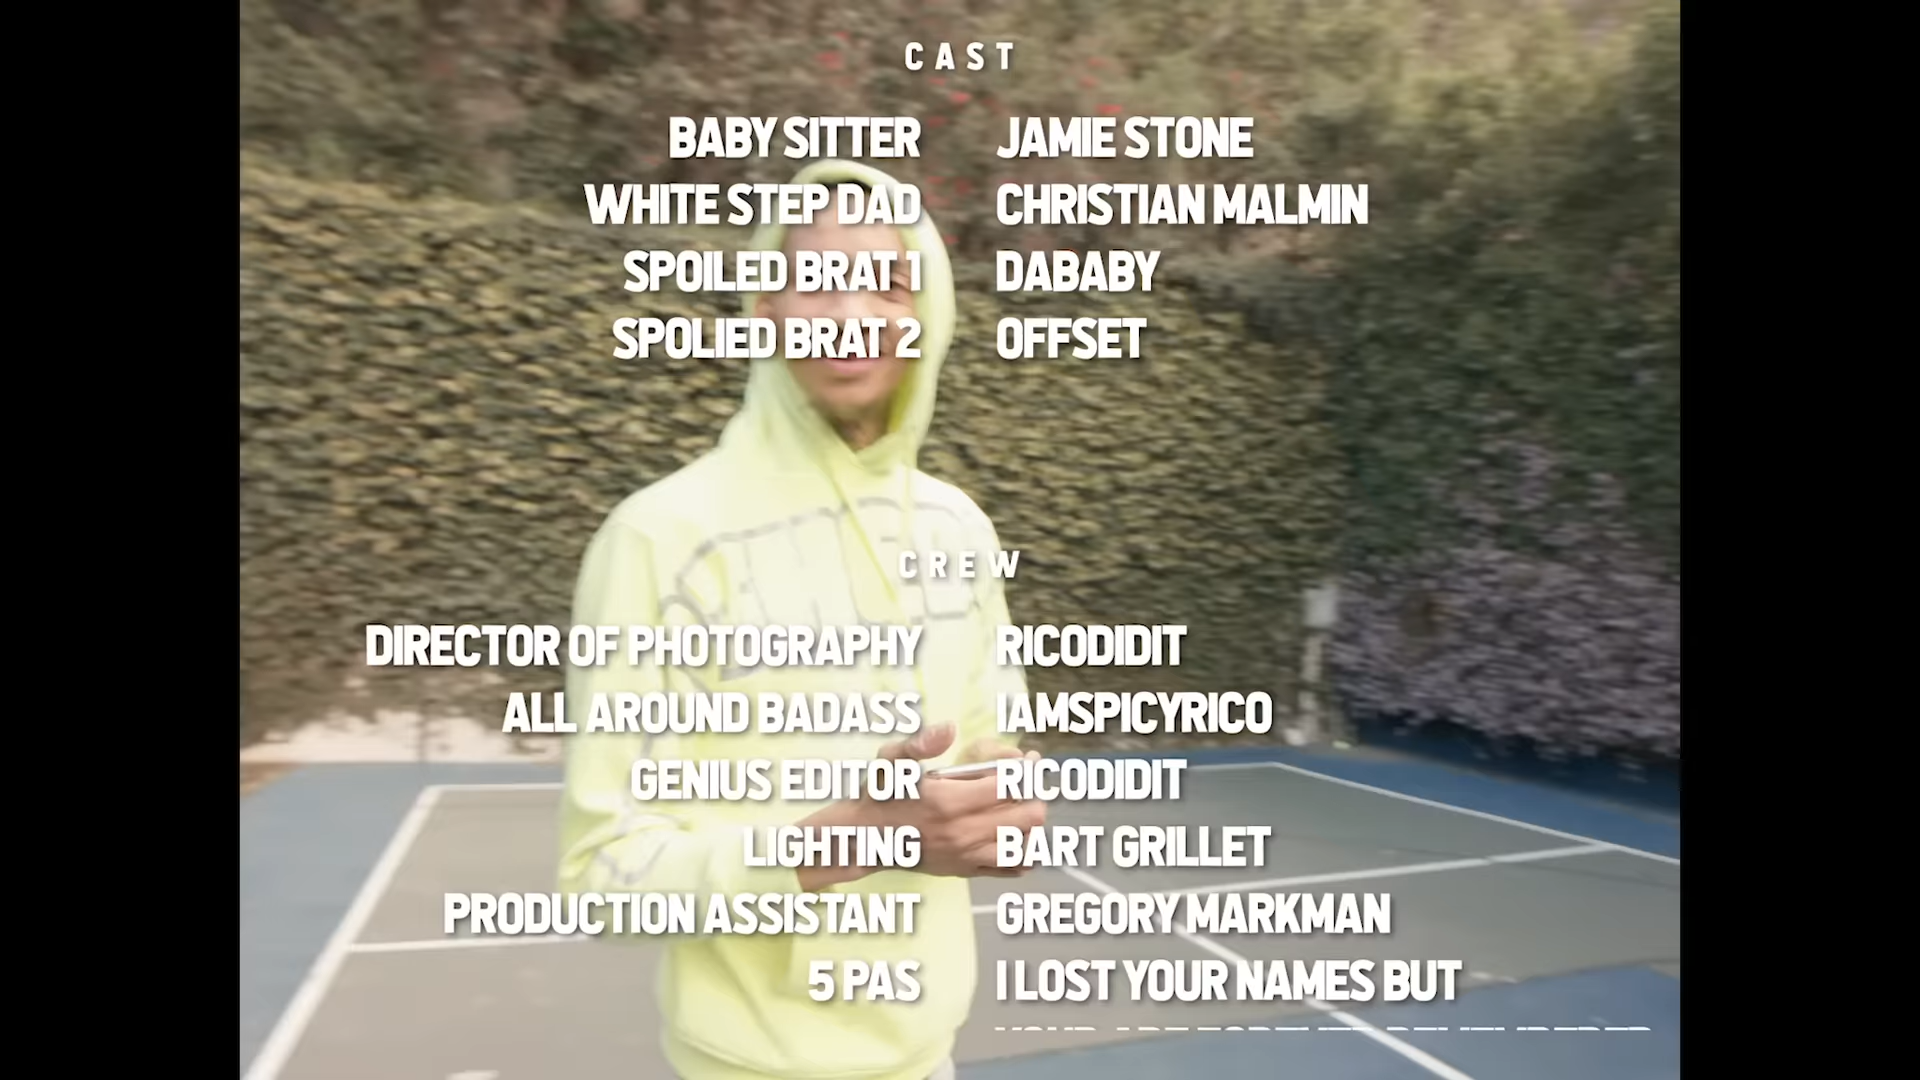 CAST
BABY SITTER JAMIE STONE
WHITE STEP DAD CHRISTIAN MALMIN
SPOILED BRAT 1 DABABY
SPOLIED BRAT 2 OFFSET
CREW
DIRECTOR OF PHOTOGRAPHY RICODIDIT
ALL AROUND BADASS IAMSPICYRICO
GENIUS EDITOR RICODIDIT
LIGHTING BART GRILLET
PRODUCTION ASSISTANT GREGORY MARKMAN
5 PAS I LOST YOUR NAMES BUT